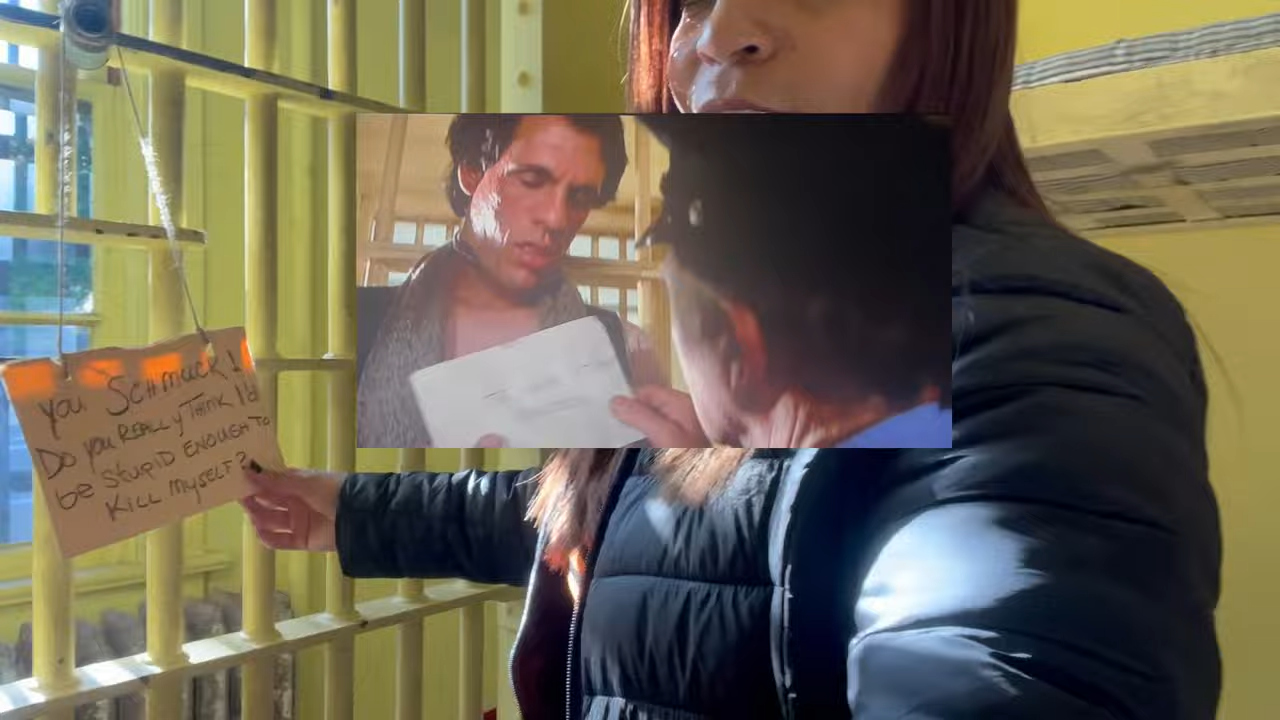 you SCHMUCK!
Do you REALLy THINK I'd
be STUPID ENOUGH TO
KILL MySELF?